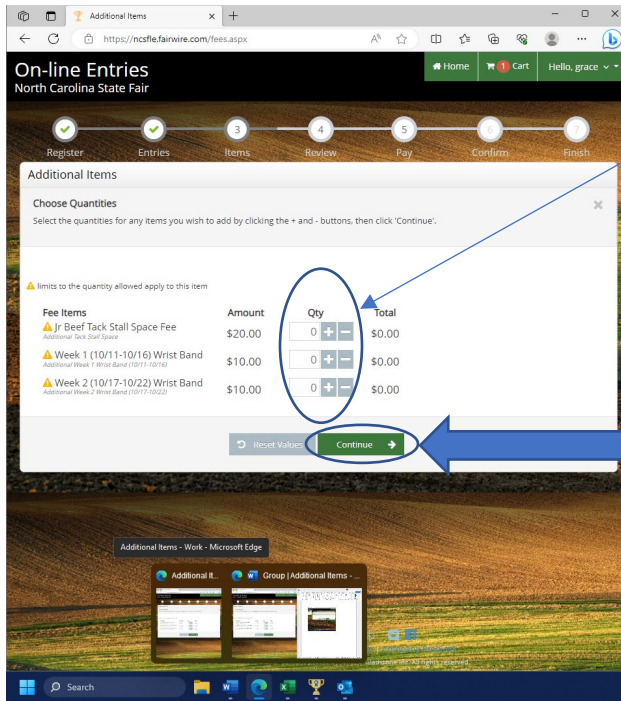 Additional Items
https://ncsfle.fairwire.com/fees.aspx
On-line Entries
North Carolina State Fair
Home
1 Cart
Hello, grace
3
4
5
6
7
Register
Entries
Items
Review
Pay
Confirm
Finish
Additional Items
Choose Quantities
Select the quantities for any items you wish to add by clicking the + and - buttons, then click 'Continue'.
limits to the quantity allowed apply to this item
Fee Items Amount Qty Total
Jr Beef Tack Stall Space Fee $20.00 0 + − $0.00
Additional Tack Stall Space
Week 1 (10/11-10/16) Wrist Band $10.00 0 + − $0.00
Additional Week 1 Wrist Band (10/11-10/16)
Week 2 (10/17-10/22) Wrist Band $10.00 0 + − $0.00
Additional Week 2 Wrist Band (10/17-10/22)
Reset Values
Continue
Additional Items - Work - Microsoft Edge
Additional It...
Group | Additional Items - ...
All rights reserved
Search